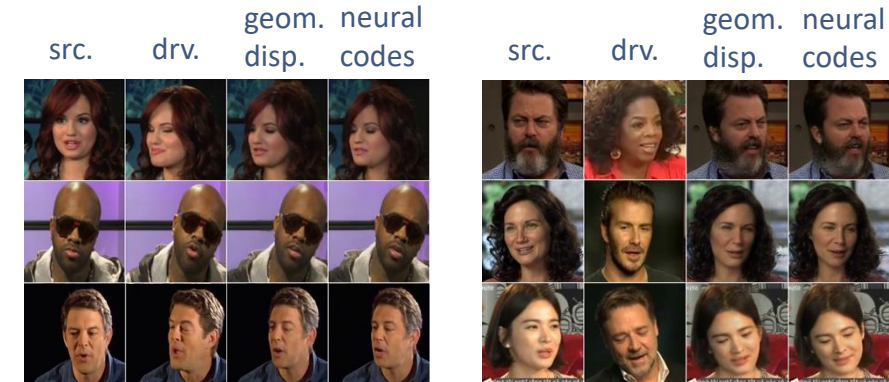 src. drv. geom. disp. neural codes
src. drv. geom. disp. neural codes